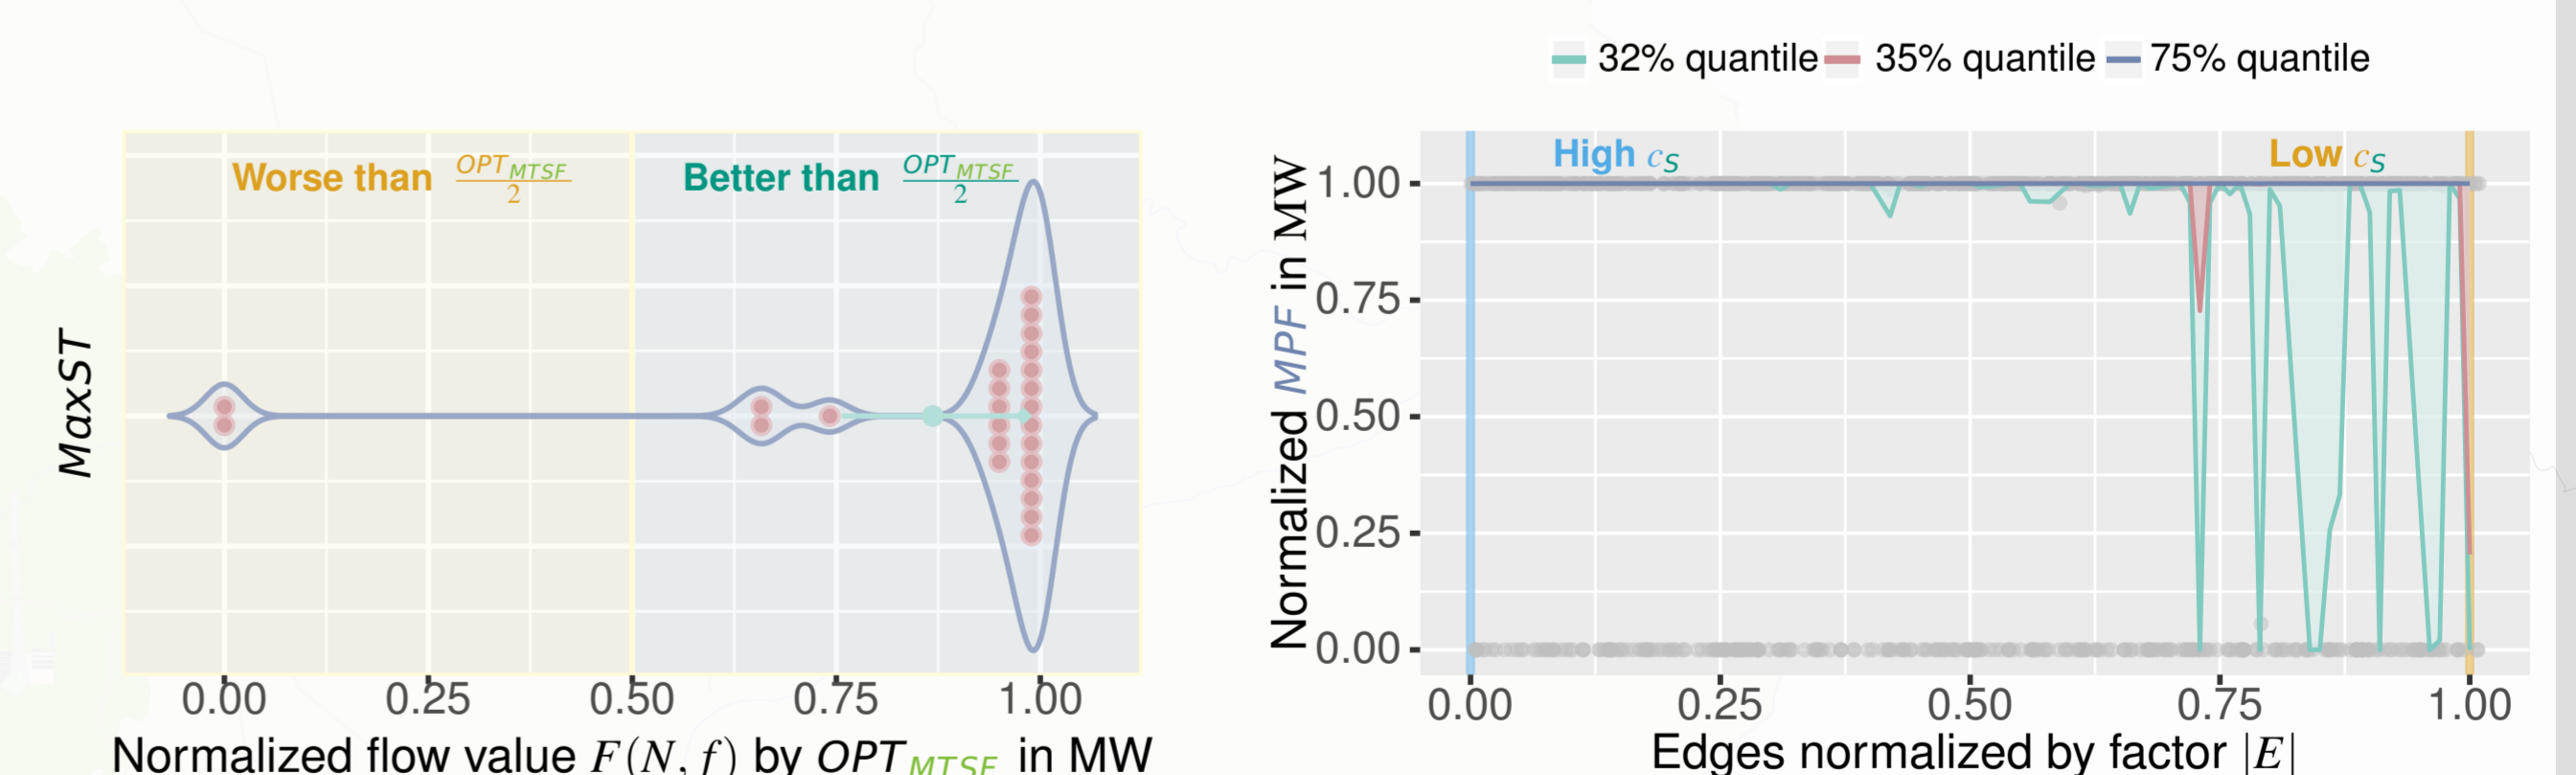 32% quantile 35% quantile 75% quantile
Worse than OPT_MTSF / 2
Better than OPT_MTSF / 2
MaxST
0.00 0.25 0.50 0.75 1.00
Normalized flow value F(N, f) by OPT_MTSF in MW
High c_S
Low c_S
Normalized MPF in MW
1.00
0.75
0.50
0.25
0.00
0.00 0.25 0.50 0.75 1.00
Edges normalized by factor |E|